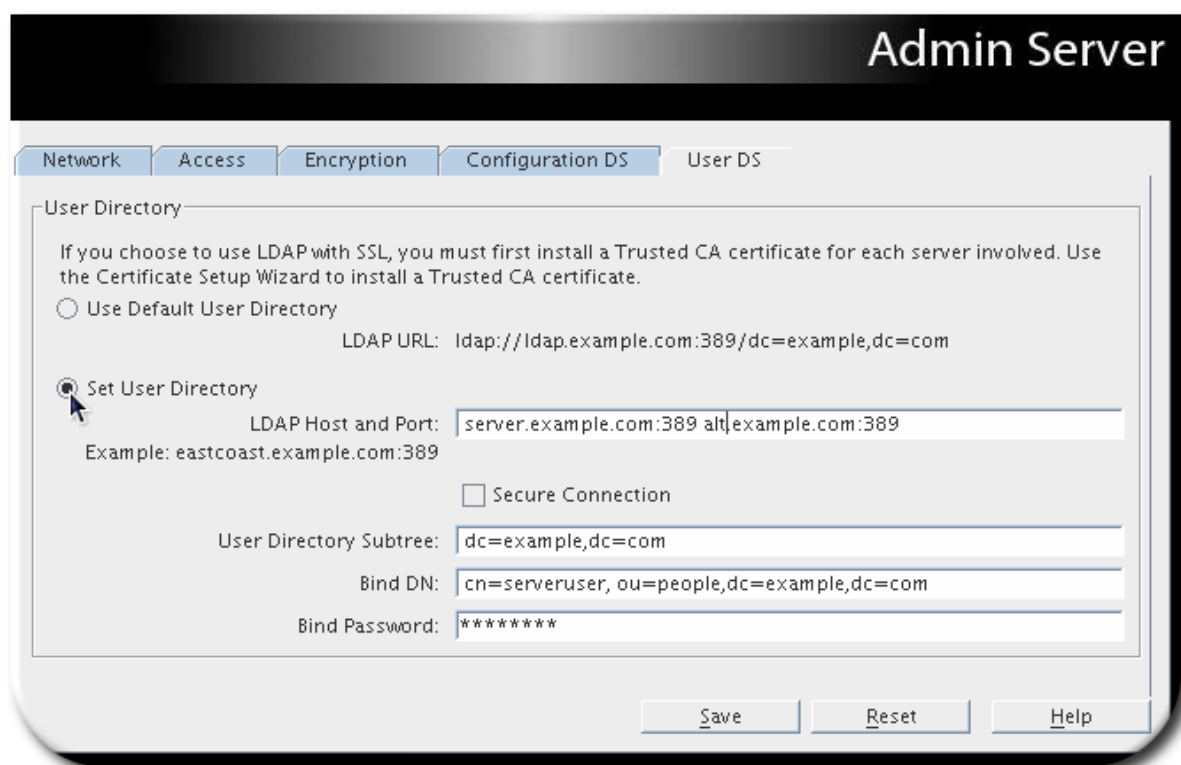 Admin Server
Network Access Encryption Configuration DS User DS
User Directory
If you choose to use LDAP with SSL, you must first install a Trusted CA certificate for each server involved. Use
the Certificate Setup Wizard to install a Trusted CA certificate.
Use Default User Directory
LDAP URL: ldap://ldap.example.com:389/dc=example,dc=com
Set User Directory
LDAP Host and Port: server.example.com:389 alt.example.com:389
Example: eastcoast.example.com:389
Secure Connection
User Directory Subtree: dc=example,dc=com
Bind DN: cn=serveruser, ou=people,dc=example,dc=com
Bind Password: ********
Save Reset Help